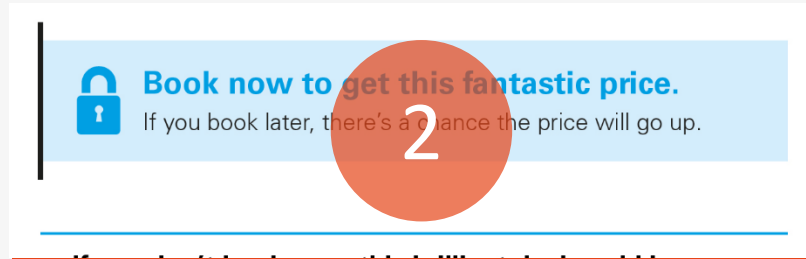 Book now to get this fantastic price.
If you book later, there's a chance the price will go up.
2